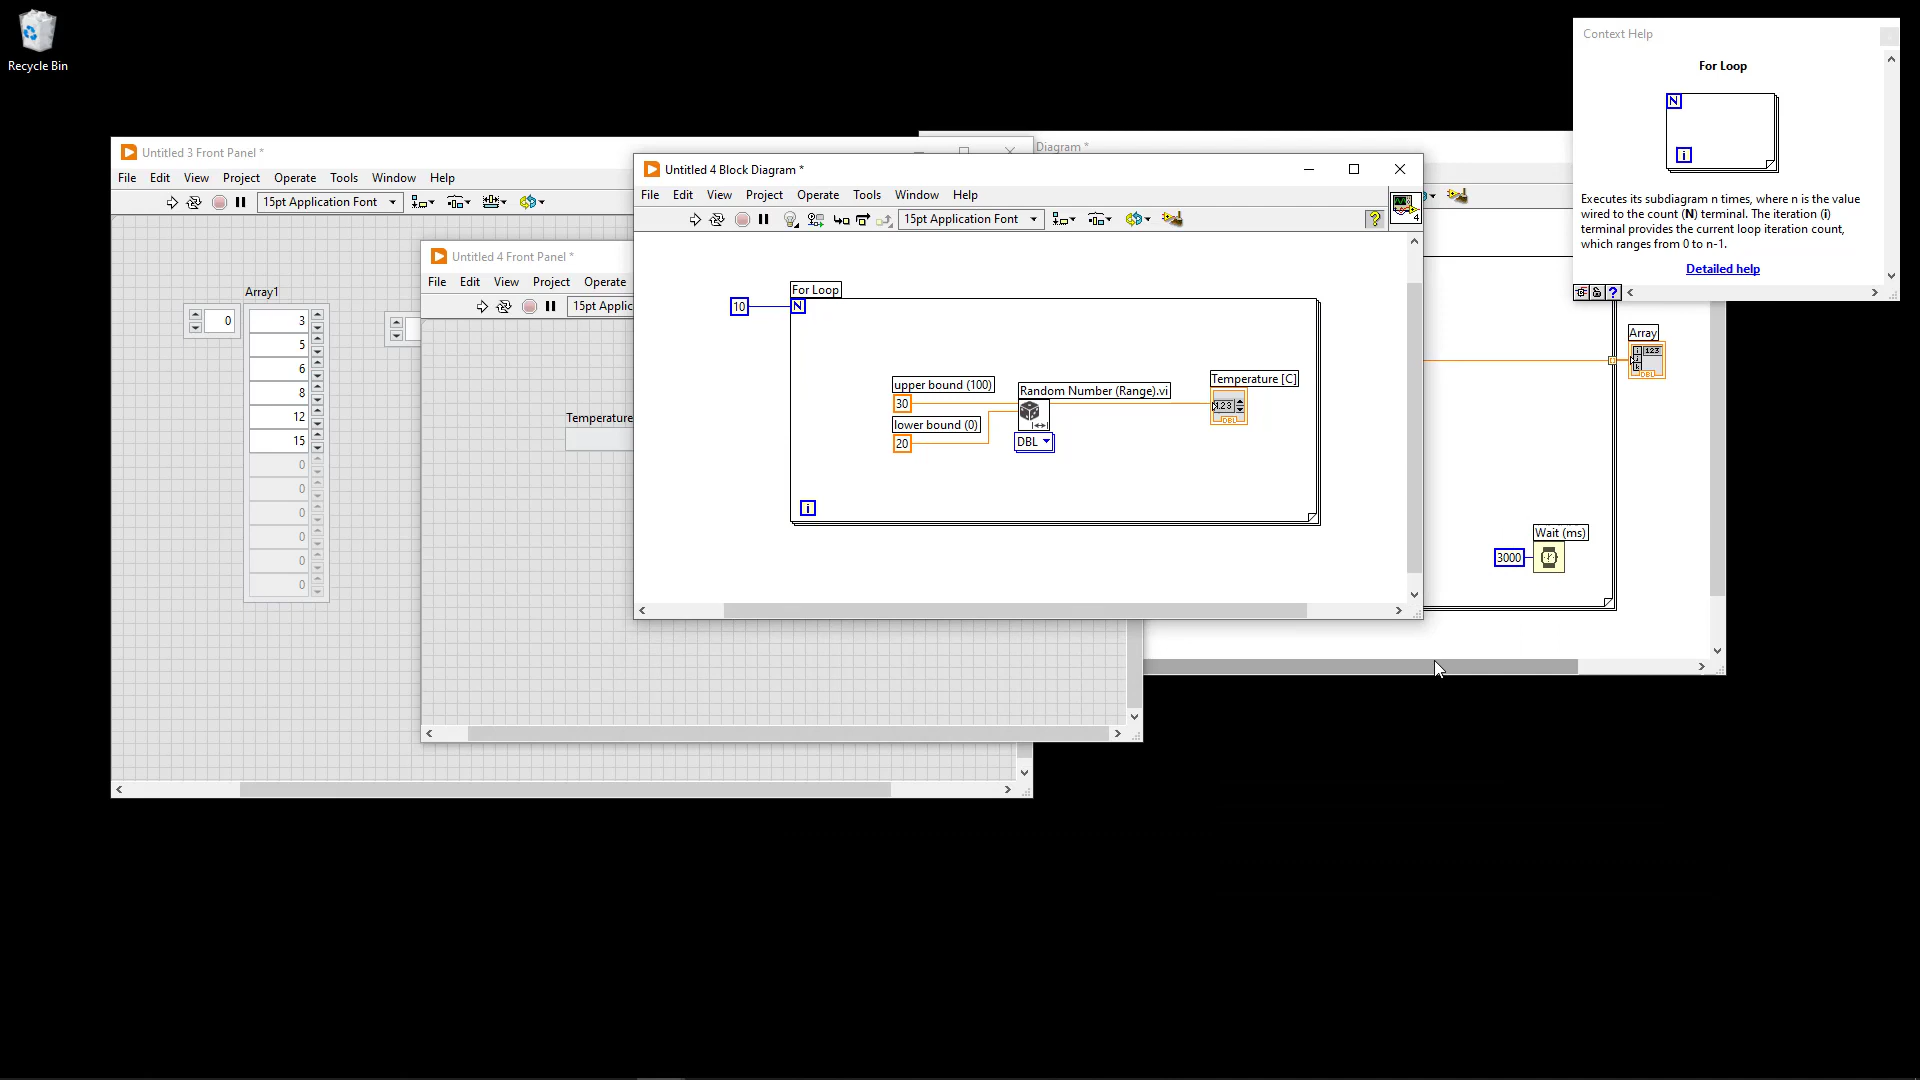 Recycle Bin
Untitled 3 Front Panel *
File Edit View Project Operate Tools Window Help
15pt Application Font
Array1
0
3
5
6
8
12
15
0
0
0
0
0
0
Untitled 4 Front Panel *
File Edit View Project Operate
15pt Applic
Temperature
Untitled 4 Block Diagram *
File Edit View Project Operate Tools Window Help
15pt Application Font
?
4
For Loop
10 N
upper bound (100)
30
lower bound (0)
20
Random Number (Range).vi
DBL
Temperature [C]
1.23
DBL
i
Diagram *
Array
123
DBL
Wait (ms)
3000
Context Help
For Loop
N
i
Executes its subdiagram n times, where n is the value
wired to the count (N) terminal. The iteration (i)
terminal provides the current loop iteration count,
which ranges from 0 to n-1.
Detailed help
?